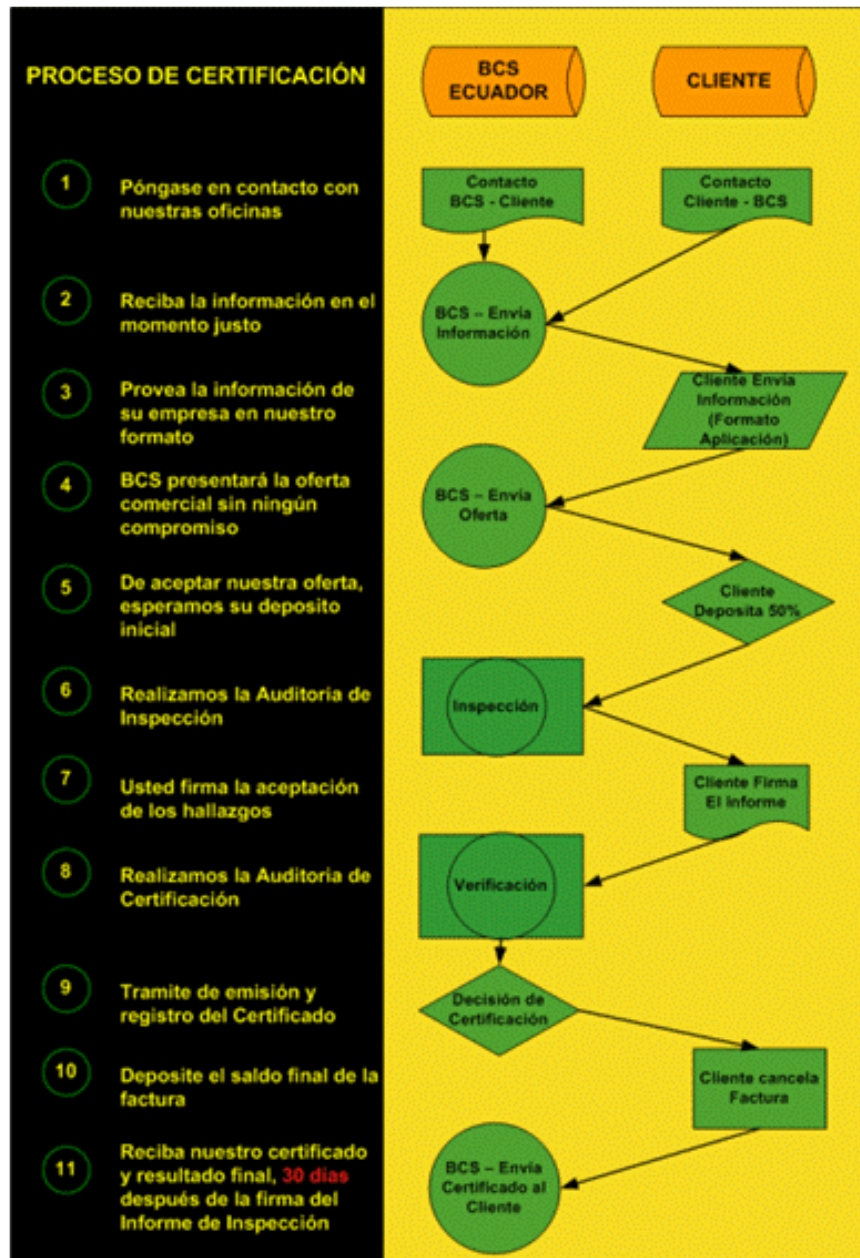 PROCESO DE CERTIFICACIÓN
BCS
ECUADOR
CLIENTE
1
Póngase en contacto con
nuestras oficinas
Contacto
BCS - Cliente
Contacto
Cliente - BCS
2
Reciba la información en el
momento justo
BCS – Envía
Información
3
Provea la información de
su empresa en nuestro
formato
Cliente Envía
Información
(Formato
Aplicación)
4
BCS presentará la oferta
comercial sin ningún
compromiso
BCS – Envía
Oferta
5
De aceptar nuestra oferta,
esperamos su deposito
inicial
Cliente
Deposita 50%
6
Realizamos la Auditoria de
Inspección
Inspección
7
Usted firma la aceptación
de los hallazgos
Cliente Firma
El informe
8
Realizamos la Auditoria de
Certificación
Verificación
9
Tramite de emisión y
registro del Certificado
Decisión de
Certificación
10
Deposite el saldo final de la
factura
Cliente cancela
Factura
11
Reciba nuestro certificado
y resultado final, 30 días
después de la firma del
Informe de Inspección
BCS – Envía
Certificado al
Cliente